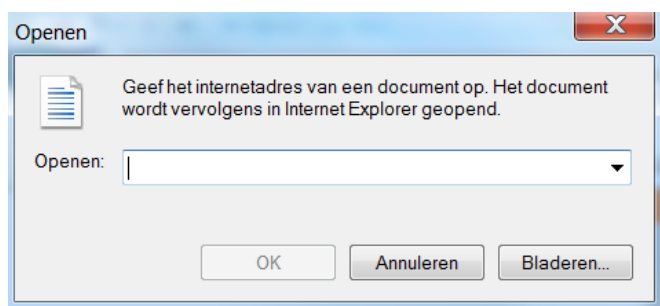 Openen
Geef het internetadres van een document op. Het document
wordt vervolgens in Internet Explorer geopend.
Openen:
OK
Annuleren
Bladeren...